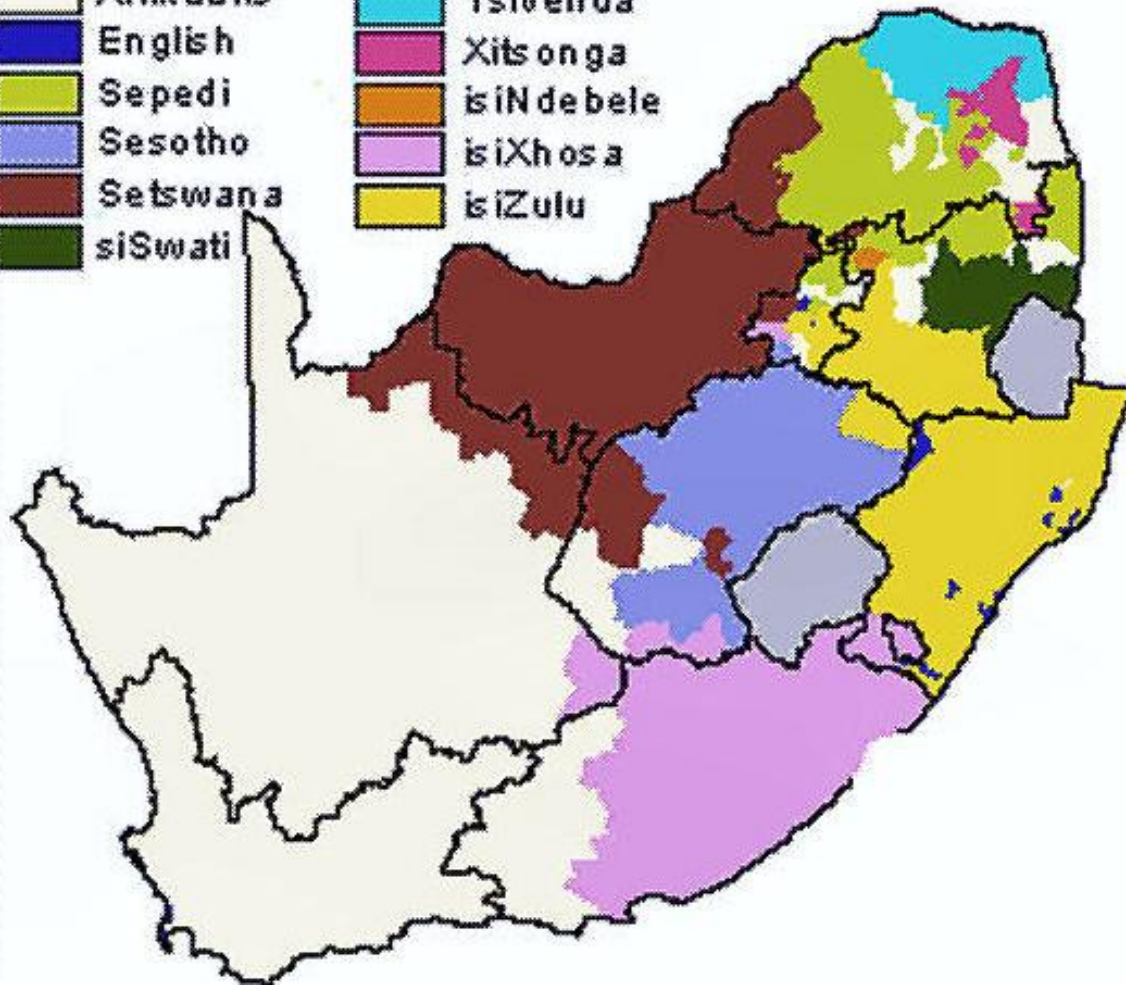 English
Sepedi
Sesotho
Setswana
siSwati
Xitsonga
isiNdebele
isiXhosa
isiZulu